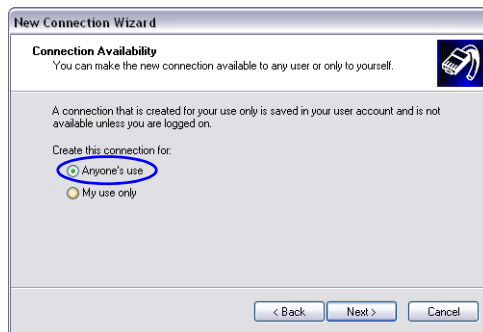 New Connection Wizard
Connection Availability
You can make the new connection available to any user or only to yourself.
A connection that is created for your use only is saved in your user account and is not
available unless you are logged on.
Create this connection for:
Anyone's use
My use only
< Back Next > Cancel